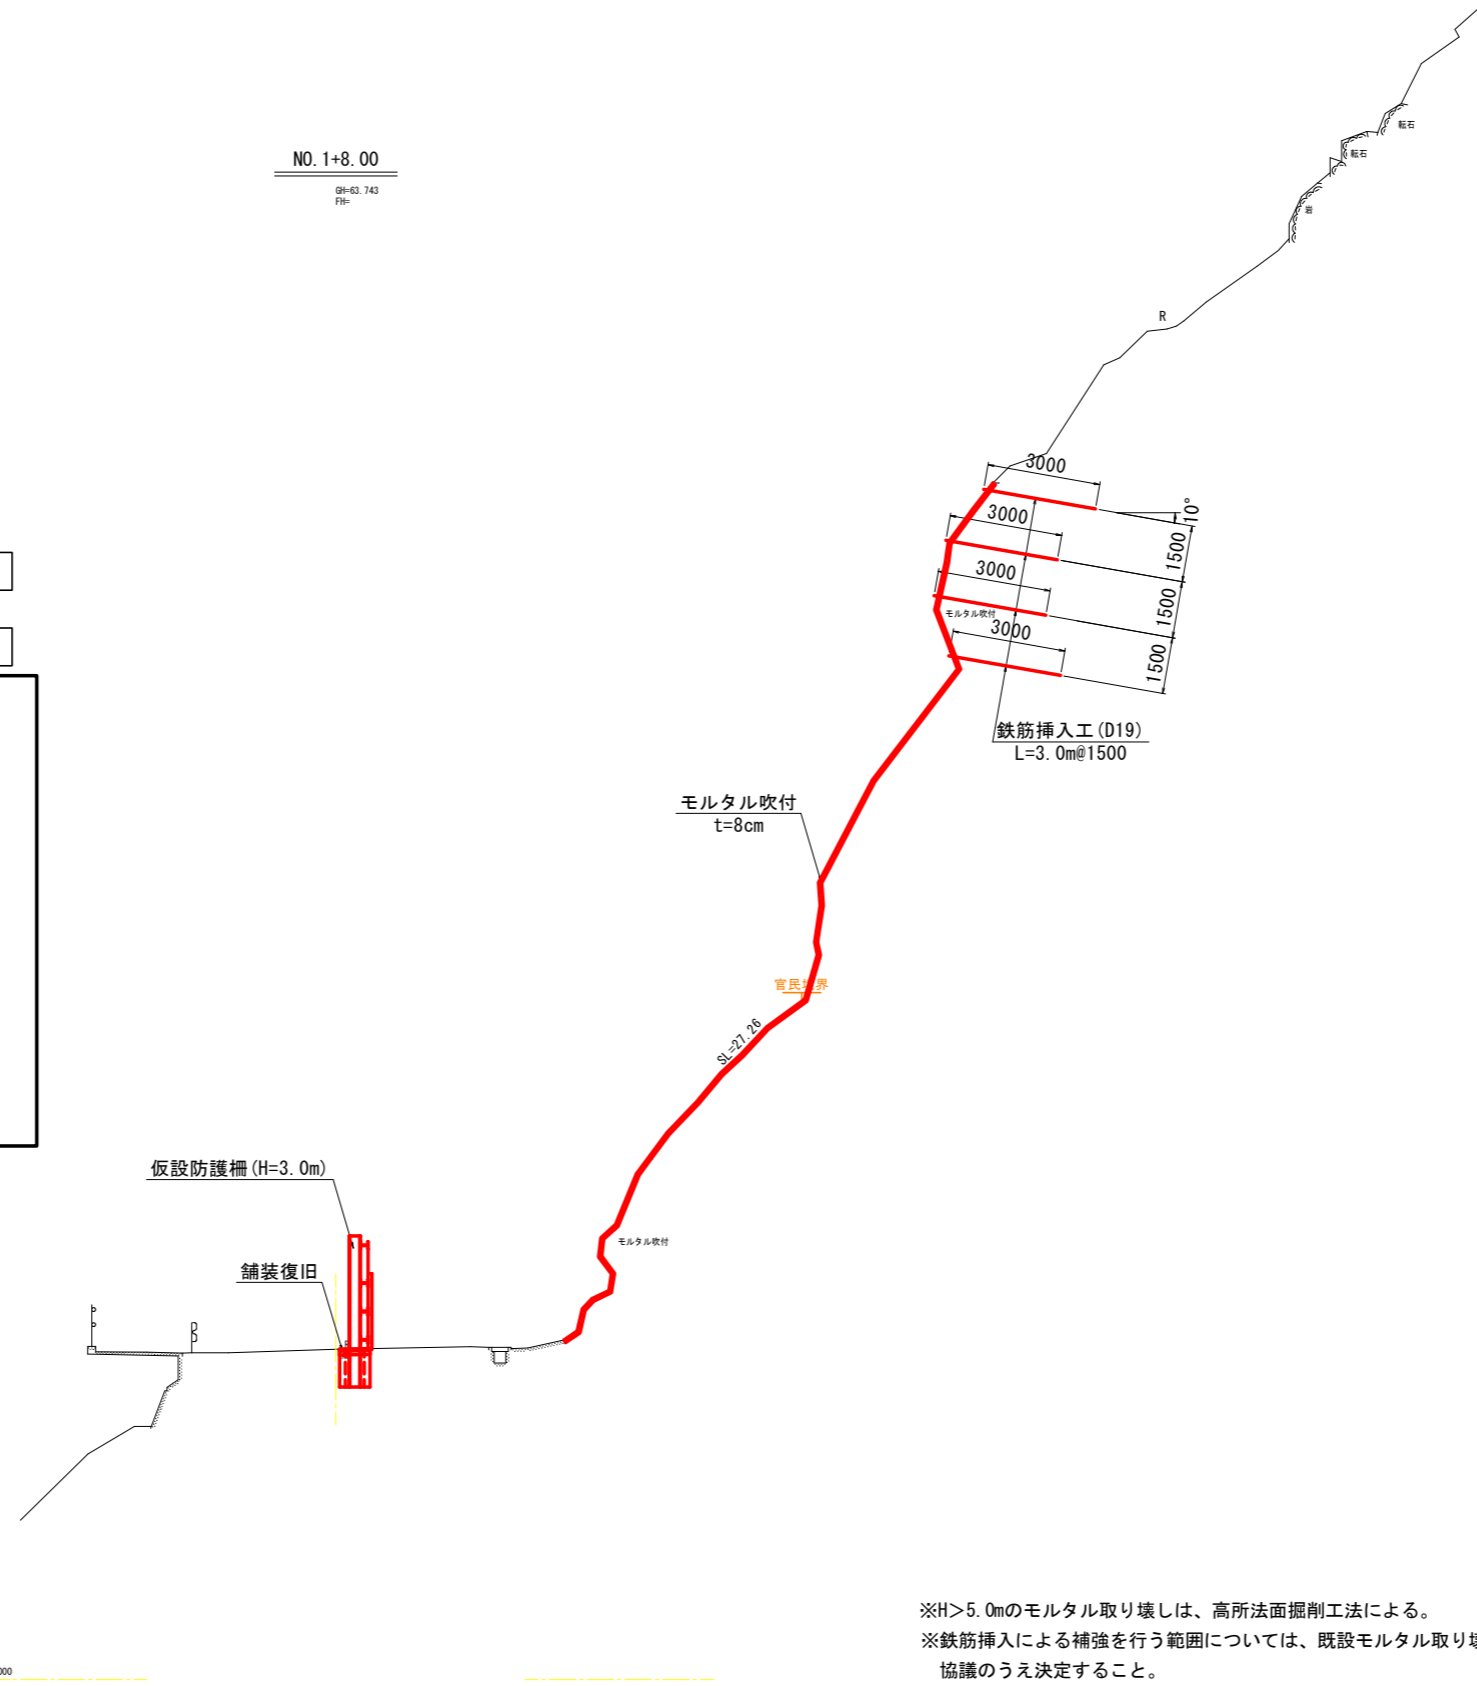 NO.1+8.00
GH=63.743
FH=
転石
転石
岩
R
3000
3000
3000
3000
10°
1500
1500
1500
モルタル吹付
鉄筋挿入工(D19)
L=3.0m@1500
モルタル吹付
t=8cm
官民境界
SL=27.26
仮設防護柵(H=3.0m)
モルタル吹付
舗装復旧
※H>5.0mのモルタル取り壊しは、高所法面掘削工法による。
※鉄筋挿入による補強を行う範囲については、既設モルタル取り壊
協議のうえ決定すること。
000